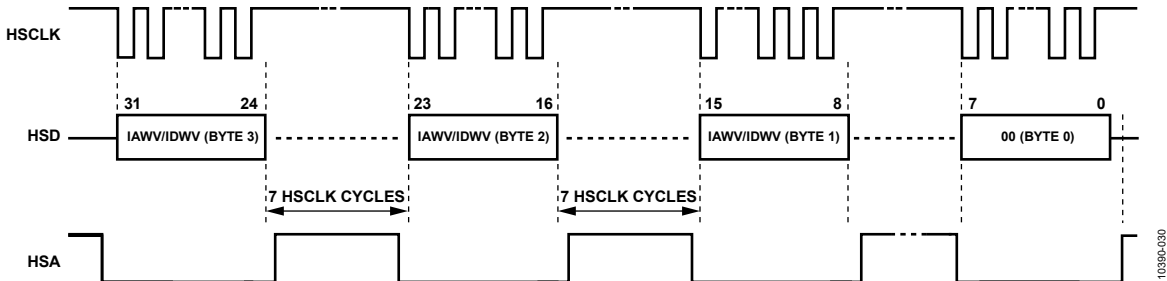 HSCLK
31 24 23 16 15 8 7 0
HSD IAWV/IDWV (BYTE 3) IAWV/IDWV (BYTE 2) IAWV/IDWV (BYTE 1) 00 (BYTE 0)
7 HSCLK CYCLES 7 HSCLK CYCLES
HSA
10390-030